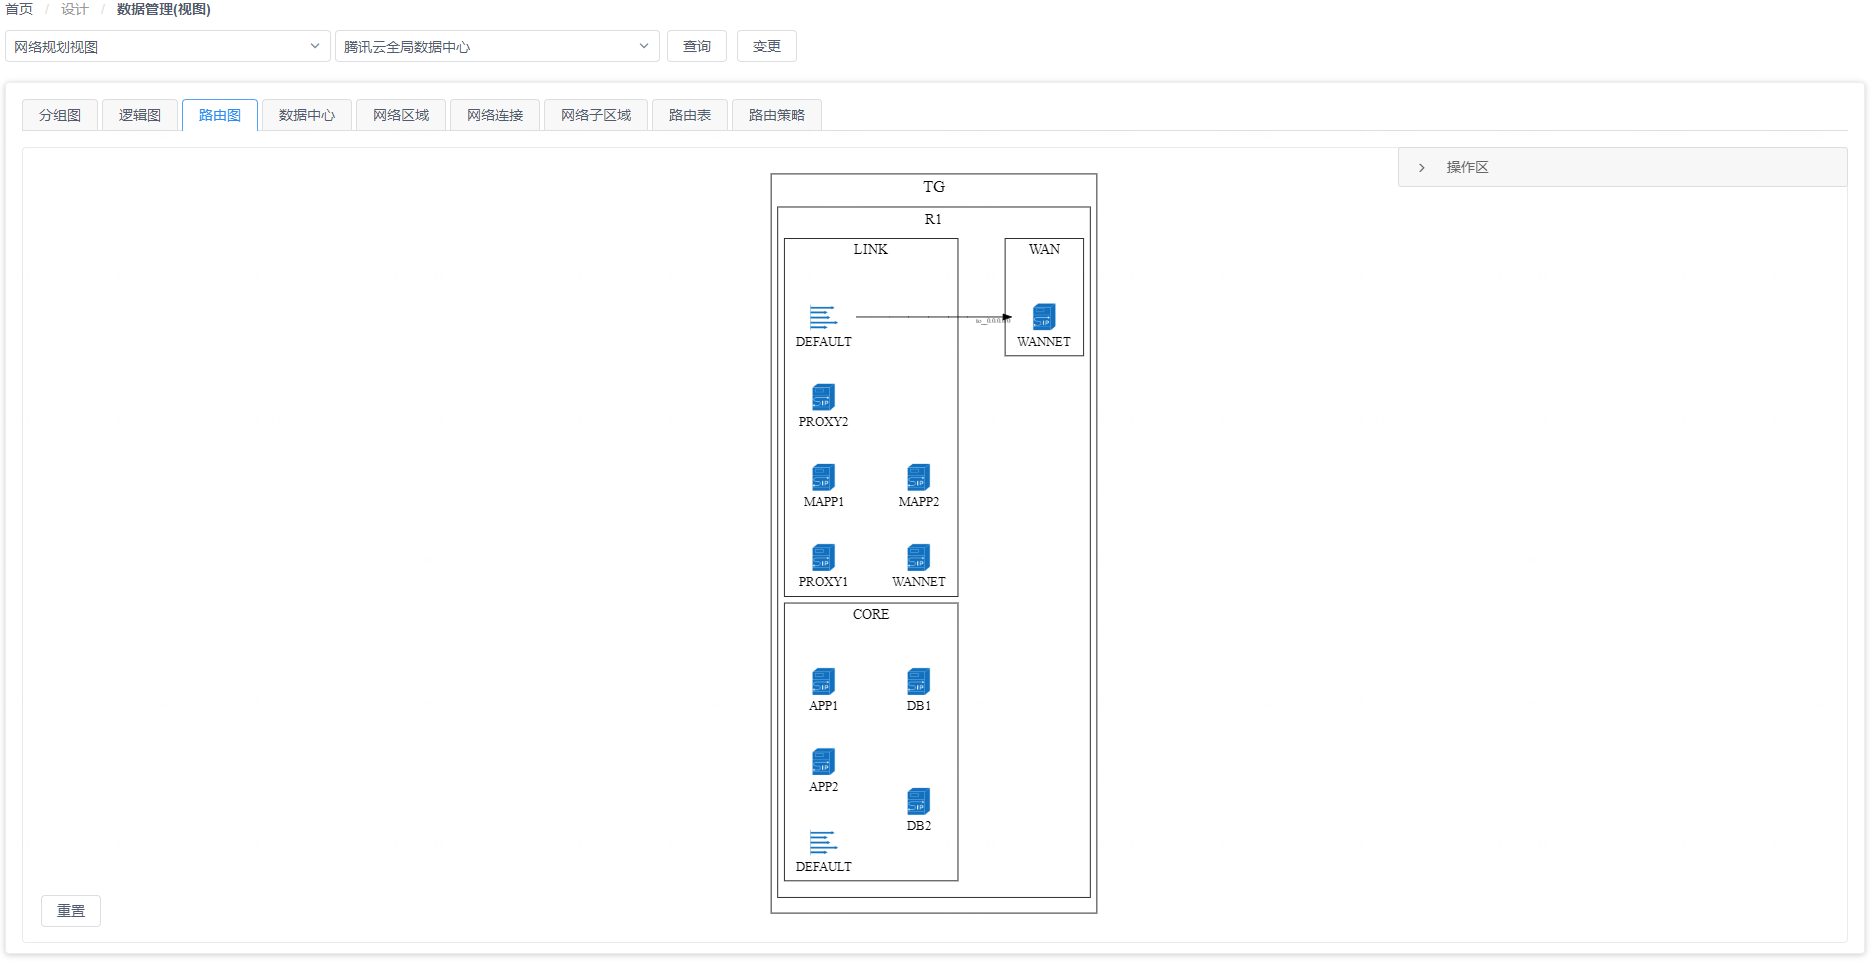 首页 / 设计 / 数据管理(视图)
网络规划视图 腾讯云全局数据中心 查询 变更
分组图 逻辑图 路由图 数据中心 网络区域 网络连接 网络子区域 路由表 路由策略
操作区
TG
R1
LINK WAN
DEFAULT WANNET
PROXY2
MAPP1 MAPP2
PROXY1 WANNET
CORE
APP1 DB1
APP2
DB2
DEFAULT
重置